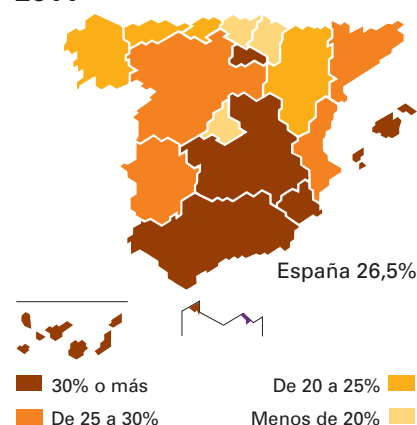 España 26,5%
30% o más
De 20 a 25%
De 25 a 30%
Menos de 20%